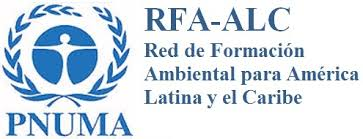 RFA-ALC
Red de Formación
Ambiental para América
Latina y el Caribe
PNUMA